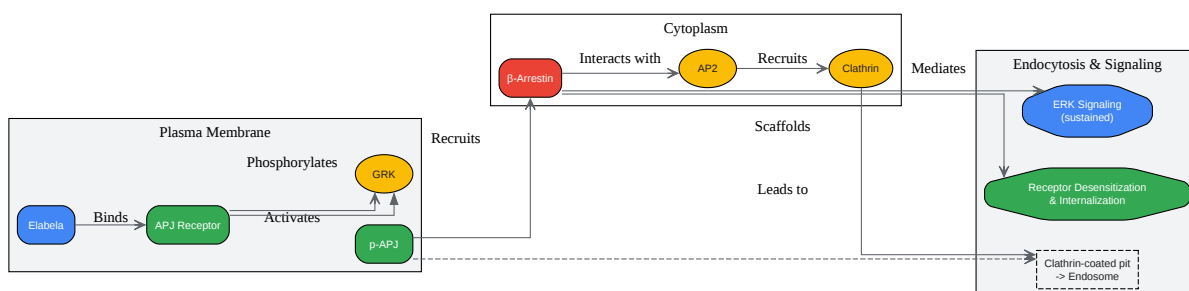 Cytoplasm
Interacts with
Recruits
β-Arrestin
AP2
Clathrin
Mediates
Endocytosis & Signaling
ERK Signaling
(sustained)
Scaffolds
Plasma Membrane
Recruits
Phosphorylates
GRK
Leads to
Receptor Desensitization
& Internalization
Elabela
Binds
APJ Receptor
Activates
p-APJ
Clathrin-coated pit
-> Endosome